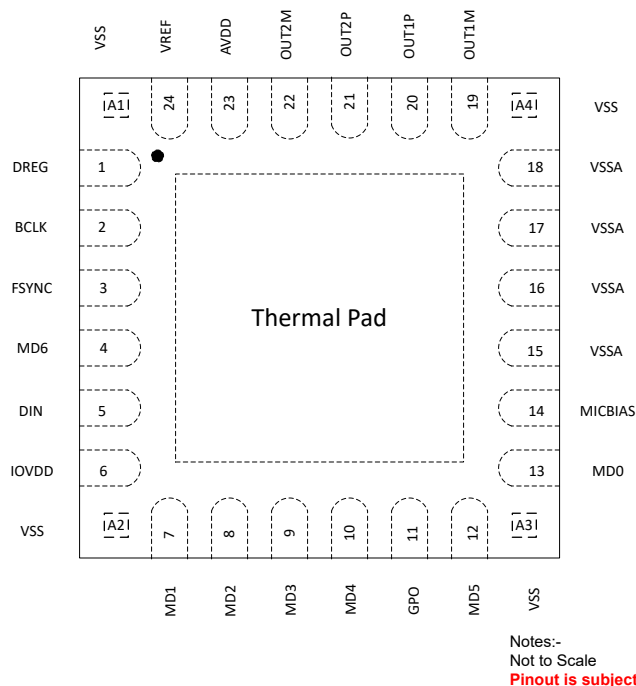 VSS
VREF
AVDD
OUT2M
OUT2P
OUT1P
OUT1M
A1
24
23
22
21
20
19
A4
VSS
DREG
1
18
VSSA
BCLK
2
17
VSSA
FSYNC
3
16
VSSA
Thermal Pad
MD6
4
15
VSSA
DIN
5
14
MICBIAS
IOVDD
6
13
MD0
VSS
A2
7
8
9
10
11
12
A3
MD1
MD2
MD3
MD4
GPO
MD5
VSS
Notes:-
Not to Scale
Pinout is subject